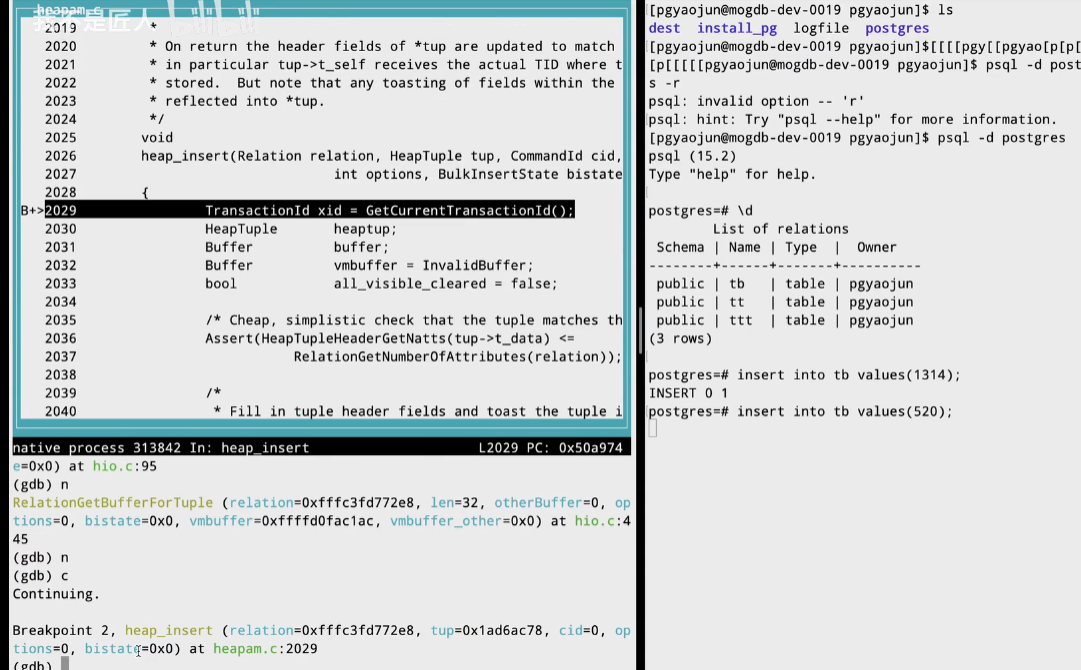 heapam.c
我不是匠人
2019 *
2020 * On return the header fields of *tup are updated to match
2021 * in particular tup->t_self receives the actual TID where t
2022 * stored.  But note that any toasting of fields within the
2023 * reflected into *tup.
2024 */
2025 void
2026 heap_insert(Relation relation, HeapTuple tup, CommandId cid,
2027 int options, BulkInsertState bistate
2028 {
B+>2029 TransactionId xid = GetCurrentTransactionId();
2030 HeapTuple heaptup;
2031 Buffer buffer;
2032 Buffer vmbuffer = InvalidBuffer;
2033 bool all_visible_cleared = false;
2034
2035 /* Cheap, simplistic check that the tuple matches th
2036 Assert(HeapTupleHeaderGetNatts(tup->t_data) <=
2037 RelationGetNumberOfAttributes(relation));
2038
2039 /*
2040 * Fill in tuple header fields and toast the tuple i
native process 313842 In: heap_insert L2029 PC: 0x50a974
e=0x0) at hio.c:95
(gdb) n
RelationGetBufferForTuple (relation=0xfffc3fd772e8, len=32, otherBuffer=0, op
tions=0, bistate=0x0, vmbuffer=0xffffd0fac1ac, vmbuffer_other=0x0) at hio.c:4
45
(gdb) n
(gdb) c
Continuing.
Breakpoint 2, heap_insert (relation=0xfffc3fd772e8, tup=0x1ad6ac78, cid=0, op
tions=0, bistate=0x0) at heapam.c:2029
(gdb)
[pgyaojun@mogdb-dev-0019 pgyaojun]$ ls
dest  install_pg  logfile  postgres
[pgyaojun@mogdb-dev-0019 pgyaojun]$[[[[pgy[[pgyao[p[p[
[p[[[[[pgyaojun@mogdb-dev-0019 pgyaojun]$ psql -d post
s -r
psql: invalid option -- 'r'
psql: hint: Try "psql --help" for more information.
[pgyaojun@mogdb-dev-0019 pgyaojun]$ psql -d postgres
psql (15.2)
Type "help" for help.
postgres=# \d
List of relations
Schema | Name | Type  |  Owner
--------+------+-------+----------
public | tb   | table | pgyaojun
public | tt   | table | pgyaojun
public | ttt  | table | pgyaojun
(3 rows)
postgres=# insert into tb values(1314);
INSERT 0 1
postgres=# insert into tb values(520);